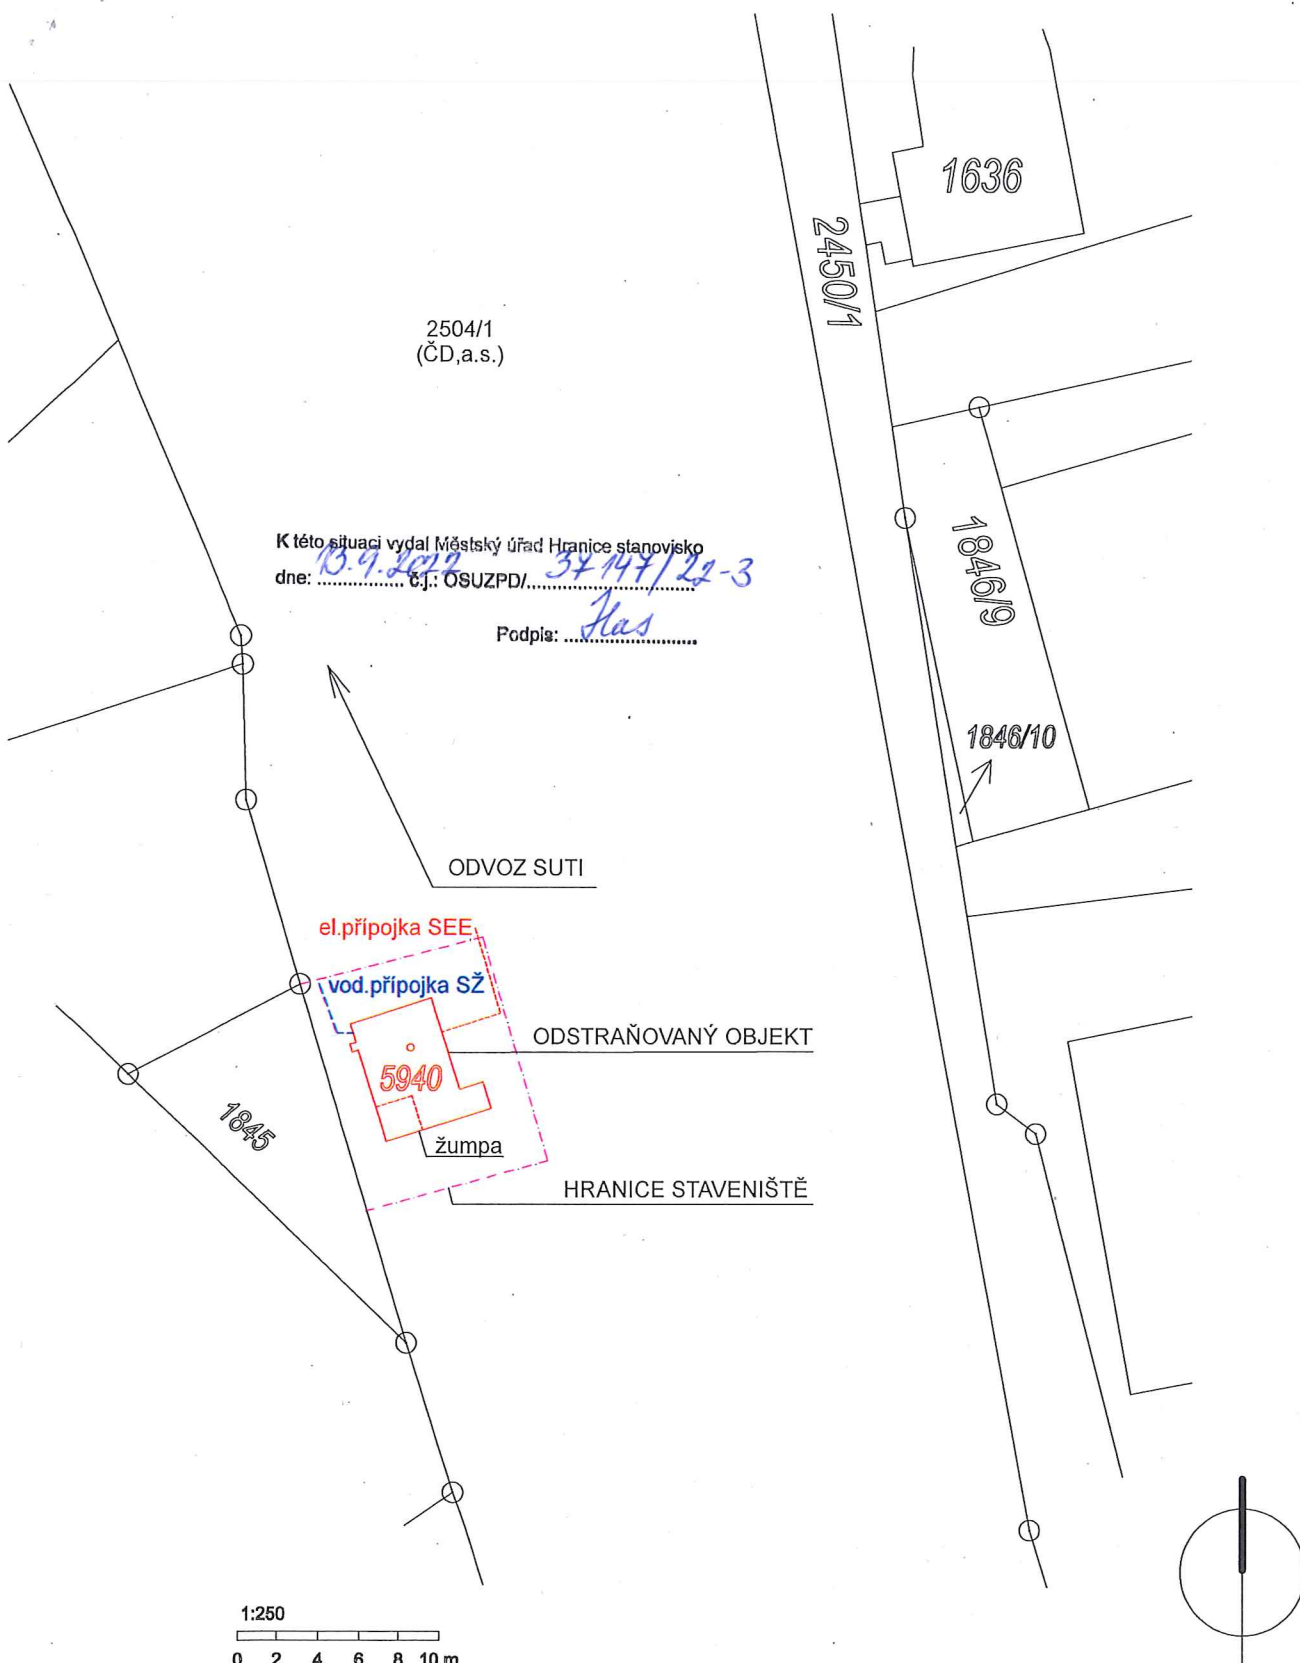 1636
2450/1
2504/1
(ČD,a.s.)
1846/9
K této situaci vydal Městský úřad Hranice stanovisko
dne: 13.9.2022 č.j.: OSUZPD/ 37147/22-3
Podpis:
1846/10
ODVOZ SUTI
el.přípojka SEE
vod.přípojka SŽ
ODSTRAŇOVANÝ OBJEKT
5940
1845
žumpa
HRANICE STAVENIŠTĚ
1:250
0 2 4 6 8 10 m